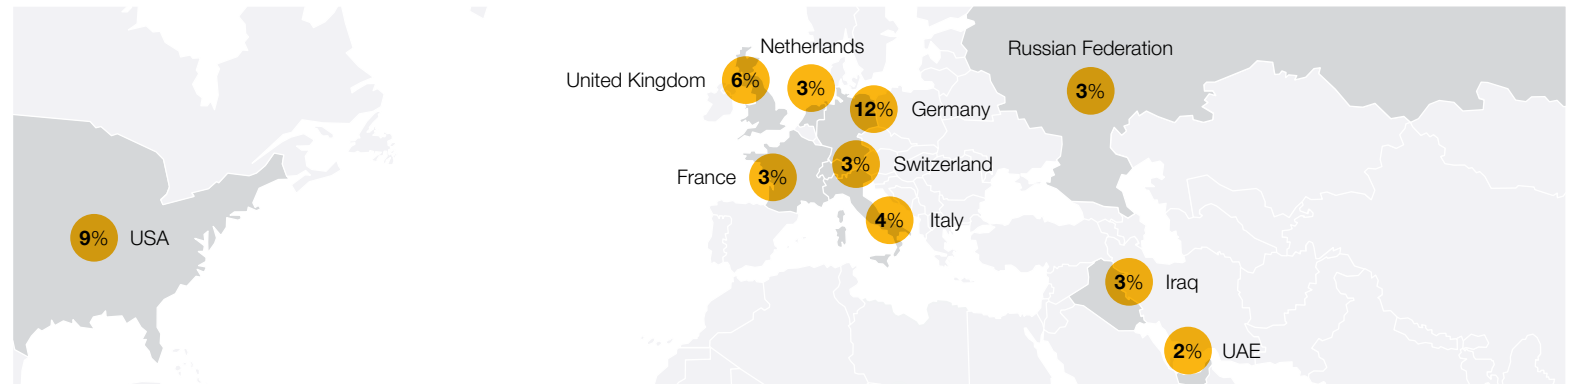 Netherlands
Russian Federation
United Kingdom
6%
3%
3%
12%
Germany
France
3%
3%
Switzerland
4%
Italy
9%
USA
3%
Iraq
2%
UAE